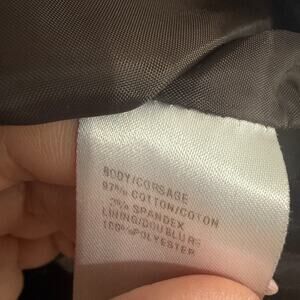 BODY/CORSAGE
97% COTTON/COTON
3% SPANDEX
LINING/DOUBLURE
100% POLYESTER